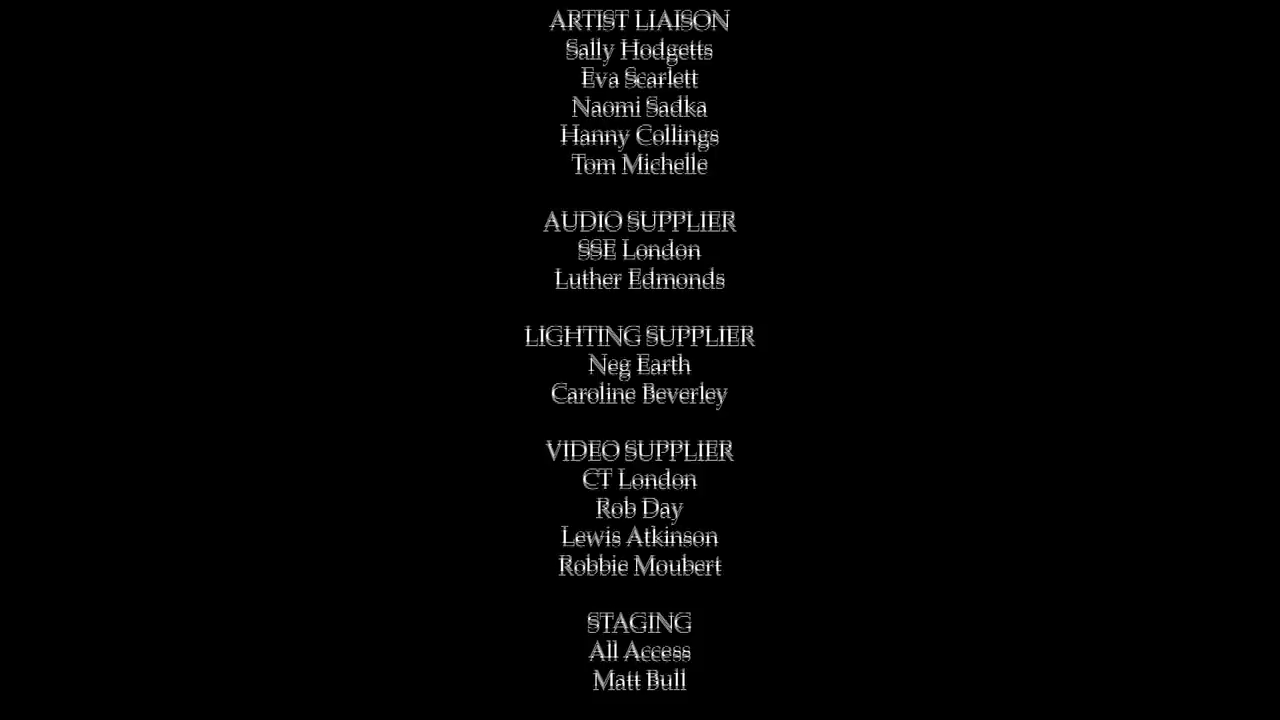 ARTIST LIAISON
Sally Hodgetts
Eva Scarlett
Naomi Sadka
Hanny Collings
Tom Michelle
AUDIO SUPPLIER
SSE London
Luther Edmonds
LIGHTING SUPPLIER
Neg Earth
Caroline Beverley
VIDEO SUPPLIER
CT London
Rob Day
Lewis Atkinson
Robbie Moubert
STAGING
All Access
Matt Bull